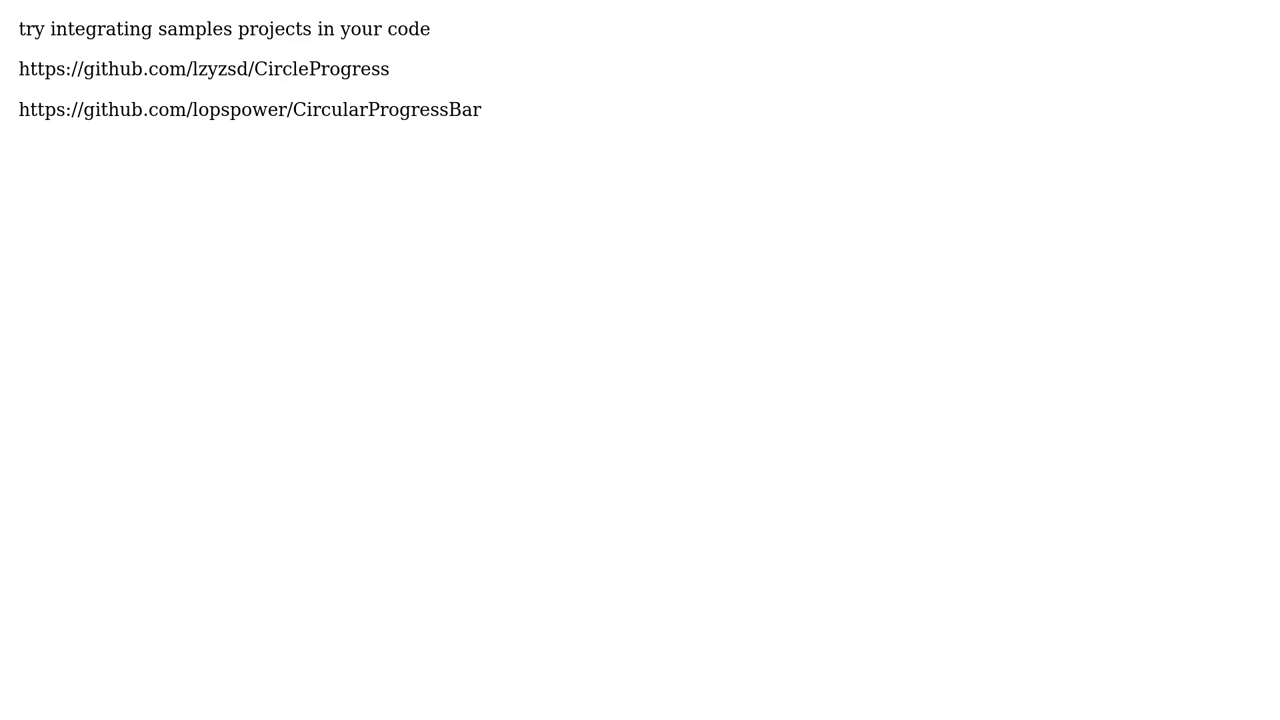 try integrating samples projects in your code
https://github.com/lzyzsd/CircleProgress
https://github.com/lopspower/CircularProgressBar